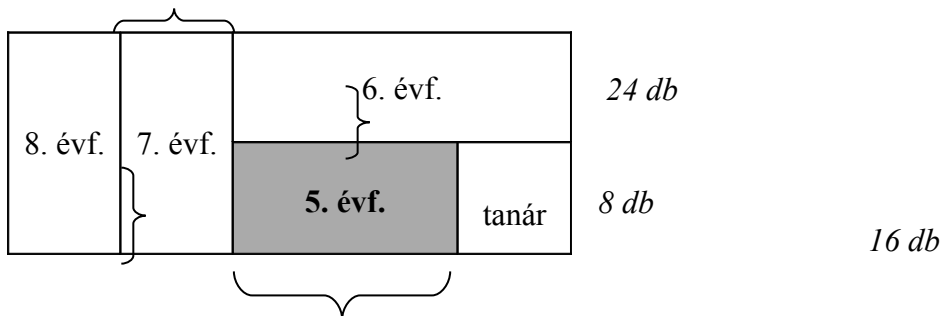 6. évf.
24 db
8. évf.
7. évf.
5. évf.
tanár
8 db
16 db